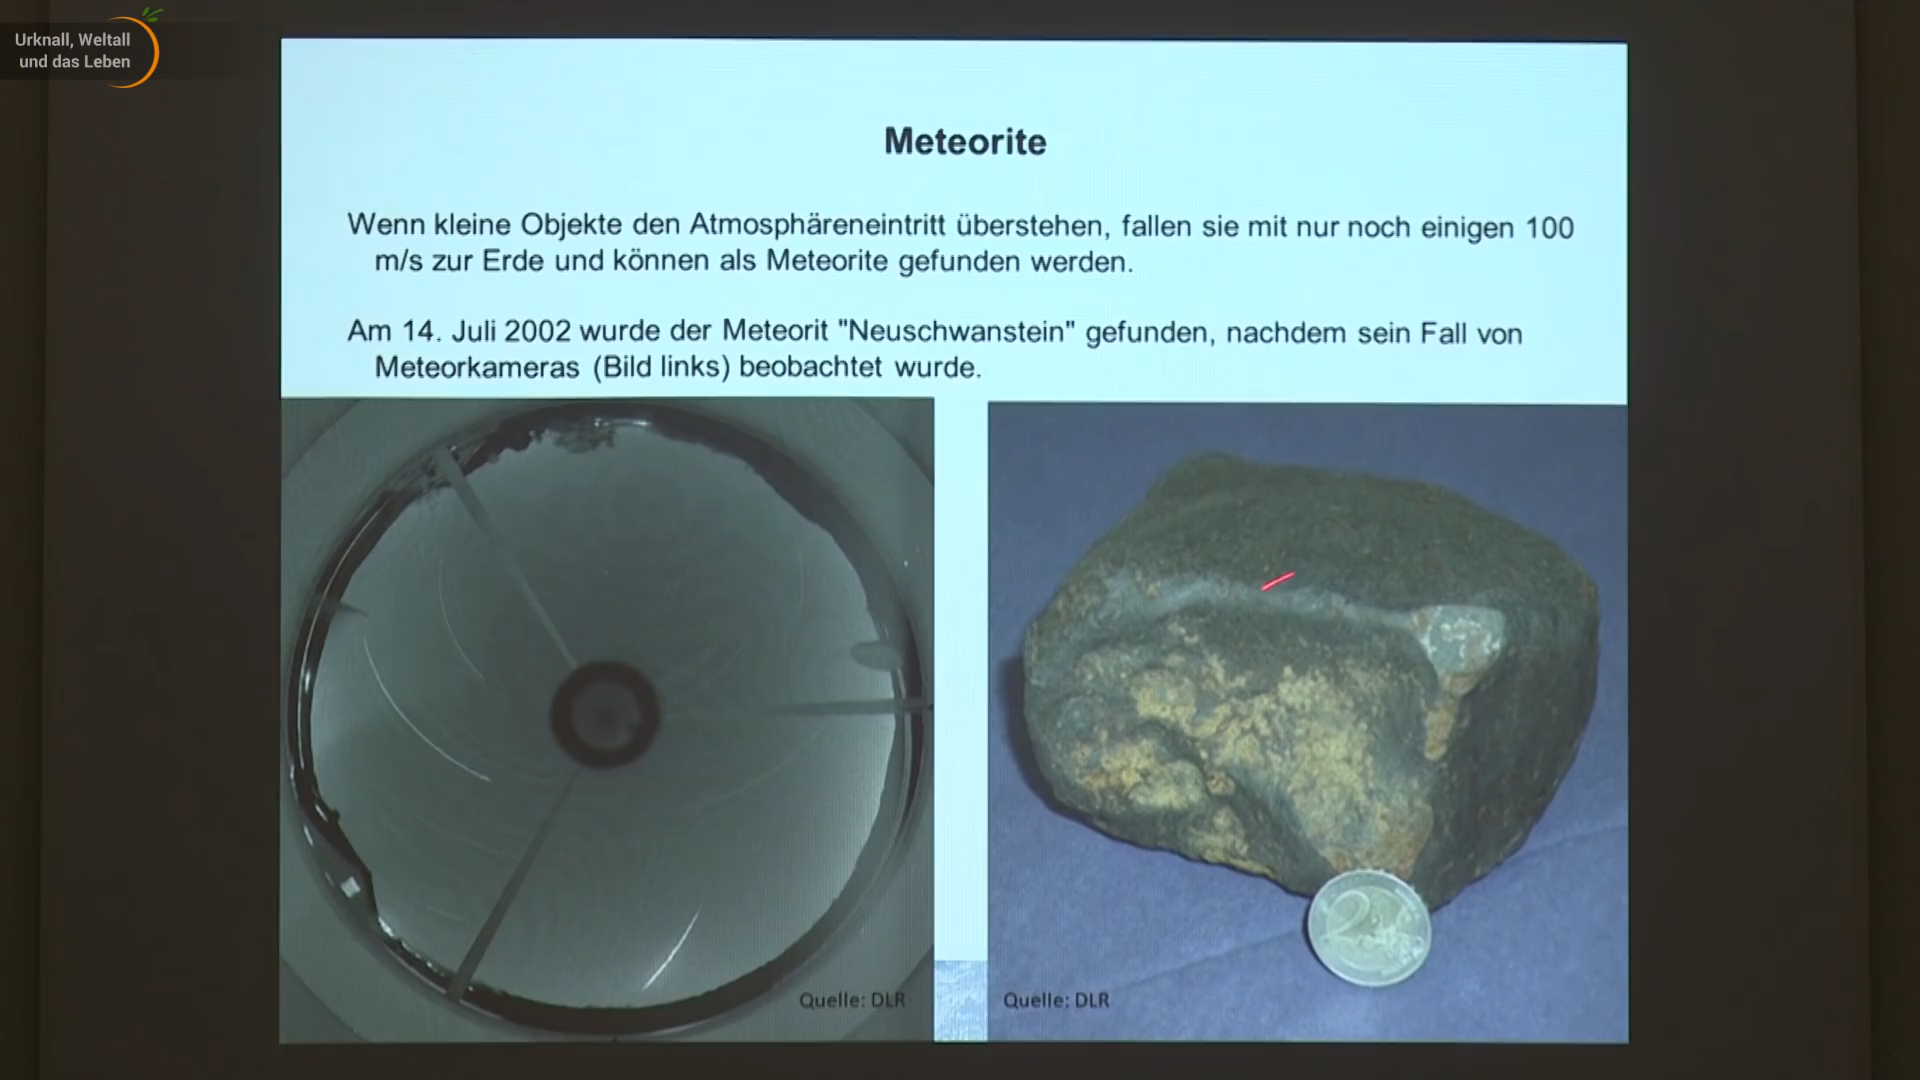 Urknall, Weltall
und das Leben
Meteorite
Wenn kleine Objekte den Atmosphäreneintritt überstehen, fallen sie mit nur noch einigen 100
m/s zur Erde und können als Meteorite gefunden werden.
Am 14. Juli 2002 wurde der Meteorit "Neuschwanstein" gefunden, nachdem sein Fall von
Meteorkameras (Bild links) beobachtet wurde.
2
Quelle: DLR
Quelle: DLR